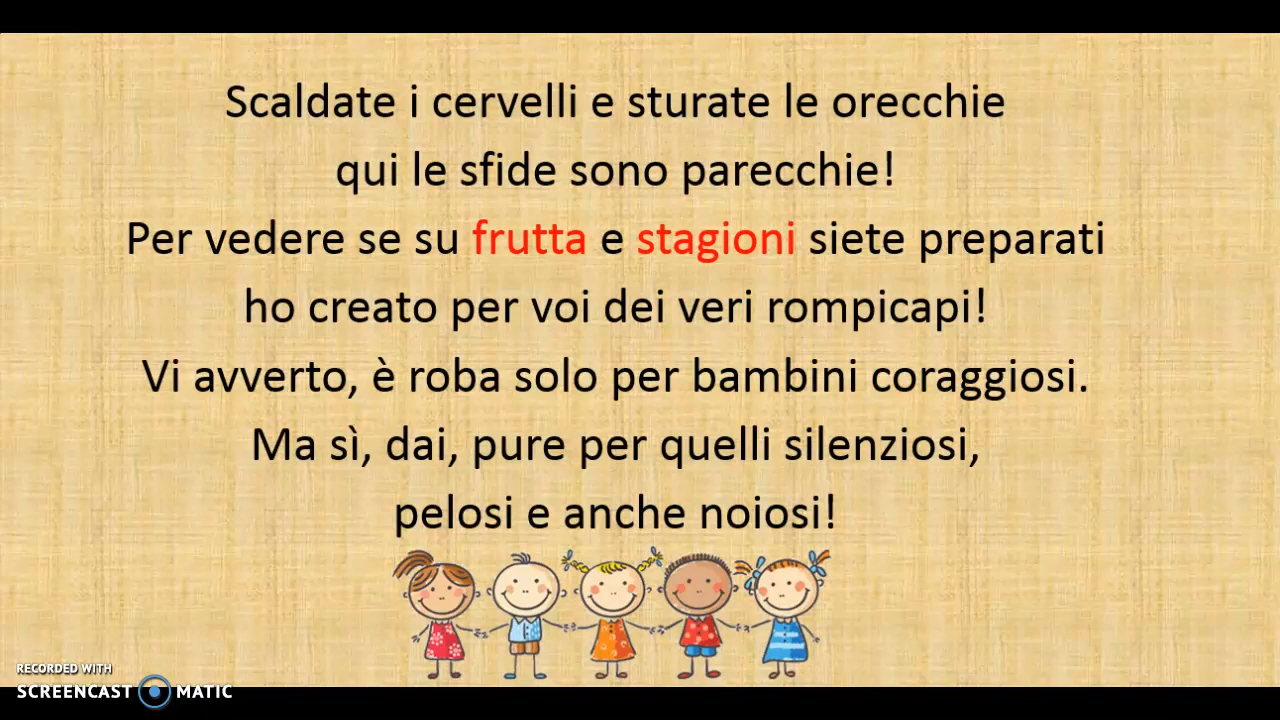 Scaldate i cervelli e sturate le orecchie
qui le sfide sono parecchie!
Per vedere se su frutta e stagioni siete preparati
ho creato per voi dei veri rompicapi!
Vi avverto, è roba solo per bambini coraggiosi.
Ma sì, dai, pure per quelli silenziosi,
pelosi e anche noiosi!
RECORDED WITH
SCREENCAST MATIC